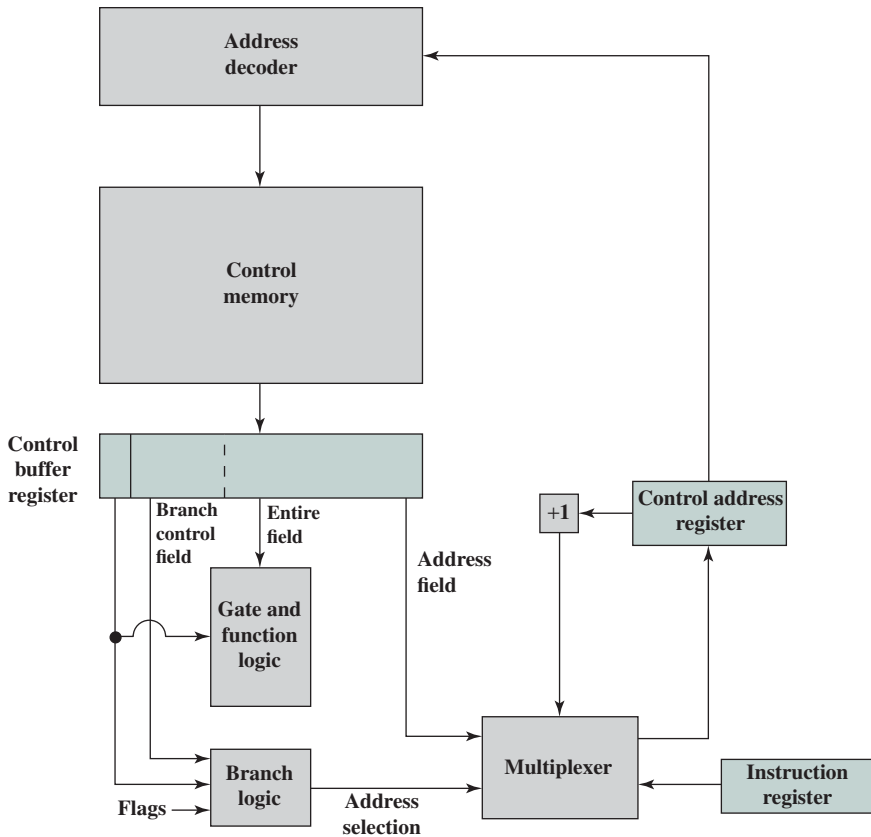 Address
decoder
Control
memory
Control
buffer
register
Branch
control
field
Entire
field
Address
field
+1
Control address
register
Gate and
function
logic
Branch
logic
Flags
Address
selection
Multiplexer
Instruction
register